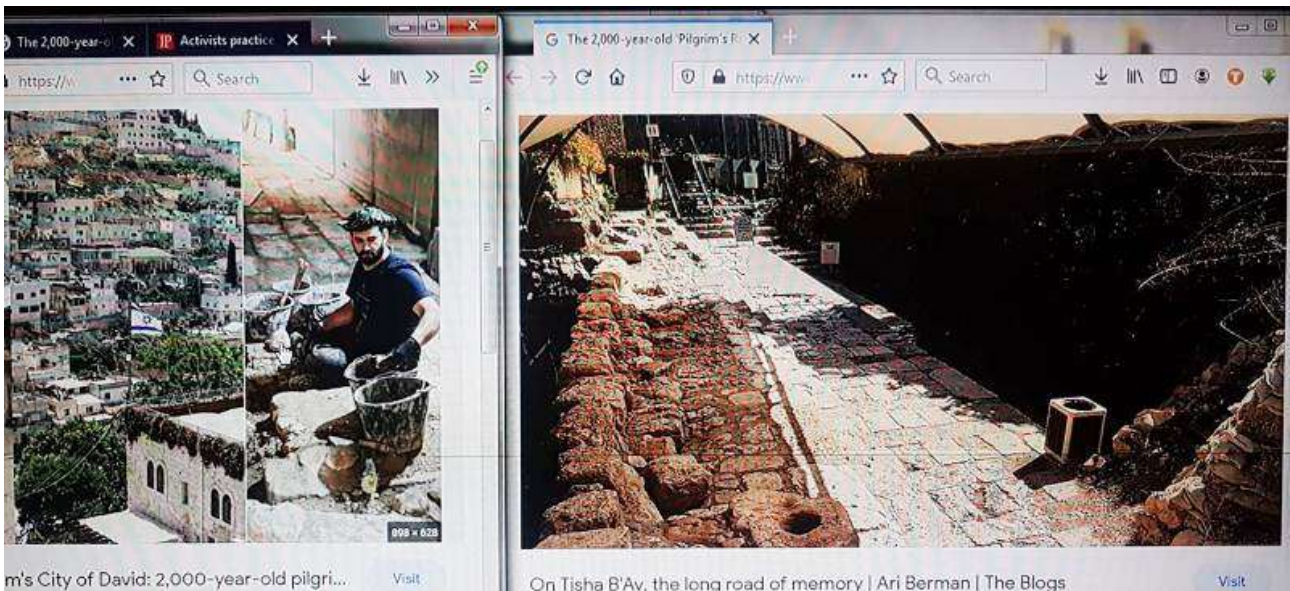 The 2,000-year-o
Activists practice
https://w
Search
898 × 628
m's City of David: 2,000-year-old pilgri...
Visit
G The 2,000-year-old 'Pilgrim's R
https://ww
Search
On Tisha B'Av, the long road of memory | Ari Berman | The Blogs
Visit